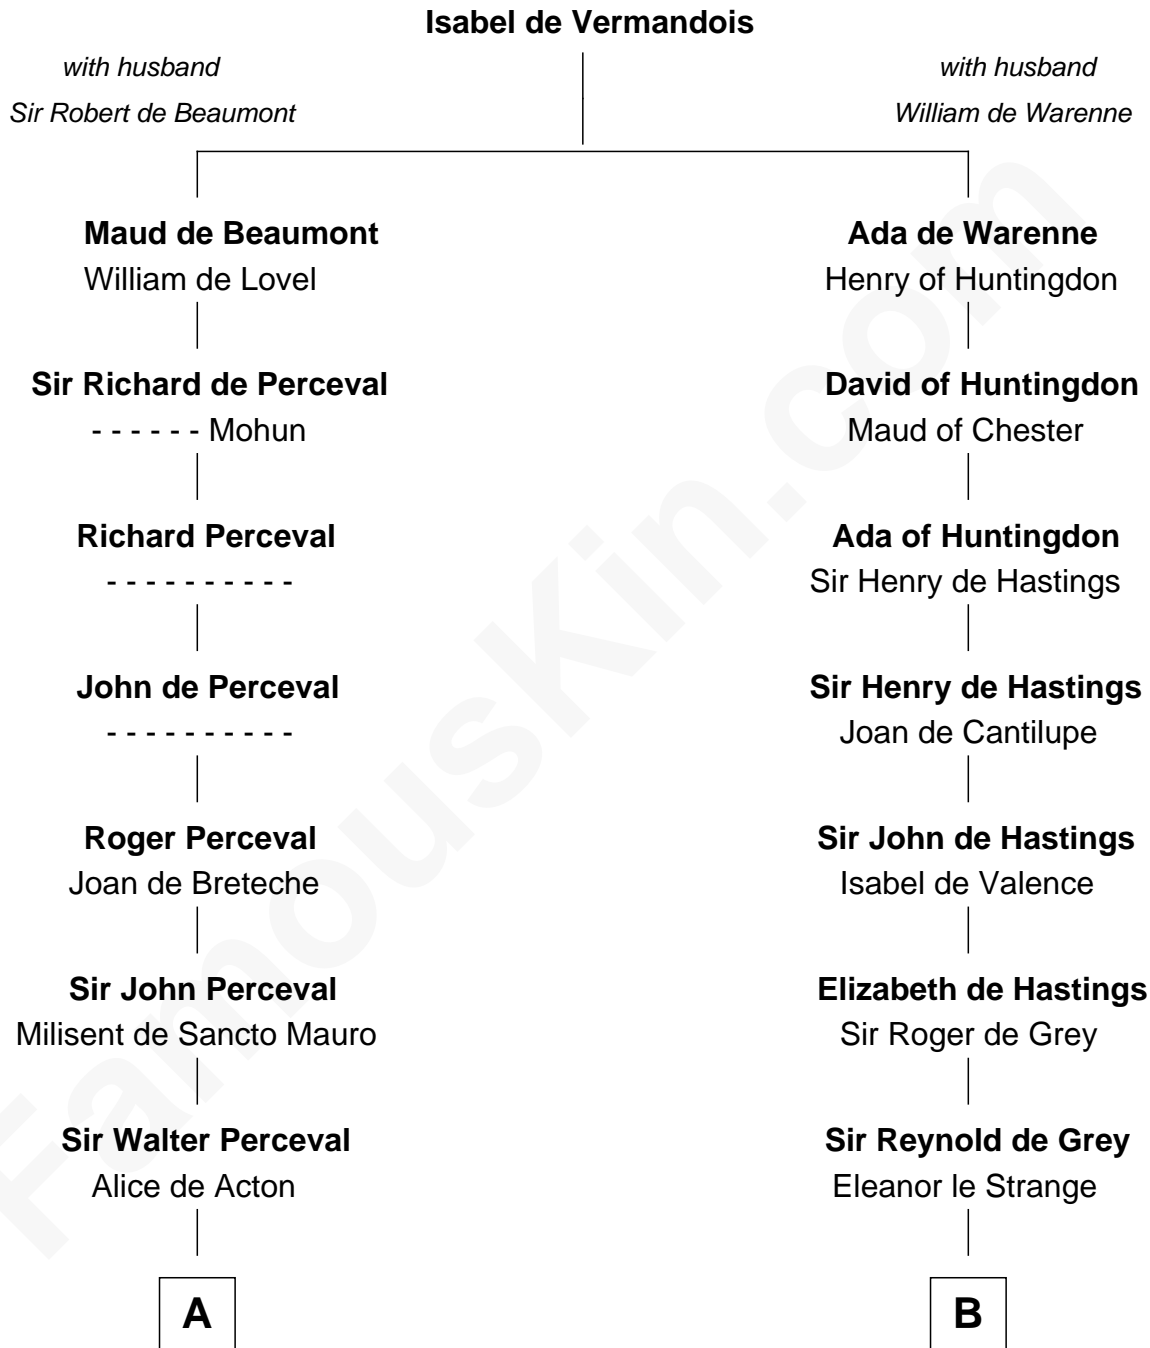 Isabel de Vermandois
with husband
Sir Robert de Beaumont
with husband
William de Warenne
Maud de Beaumont
William de Lovel
Ada de Warenne
Henry of Huntingdon
Sir Richard de Perceval
- - - - - - Mohun
David of Huntingdon
Maud of Chester
Richard Perceval
- - - - - - - - - -
Ada of Huntingdon
Sir Henry de Hastings
John de Perceval
- - - - - - - - - -
Sir Henry de Hastings
Joan de Cantilupe
Roger Perceval
Joan de Breteche
Sir John de Hastings
Isabel de Valence
Sir John Perceval
Milisent de Sancto Mauro
Elizabeth de Hastings
Sir Roger de Grey
Sir Walter Perceval
Alice de Acton
Sir Reynold de Grey
Eleanor le Strange
A
B
FamousKin.com